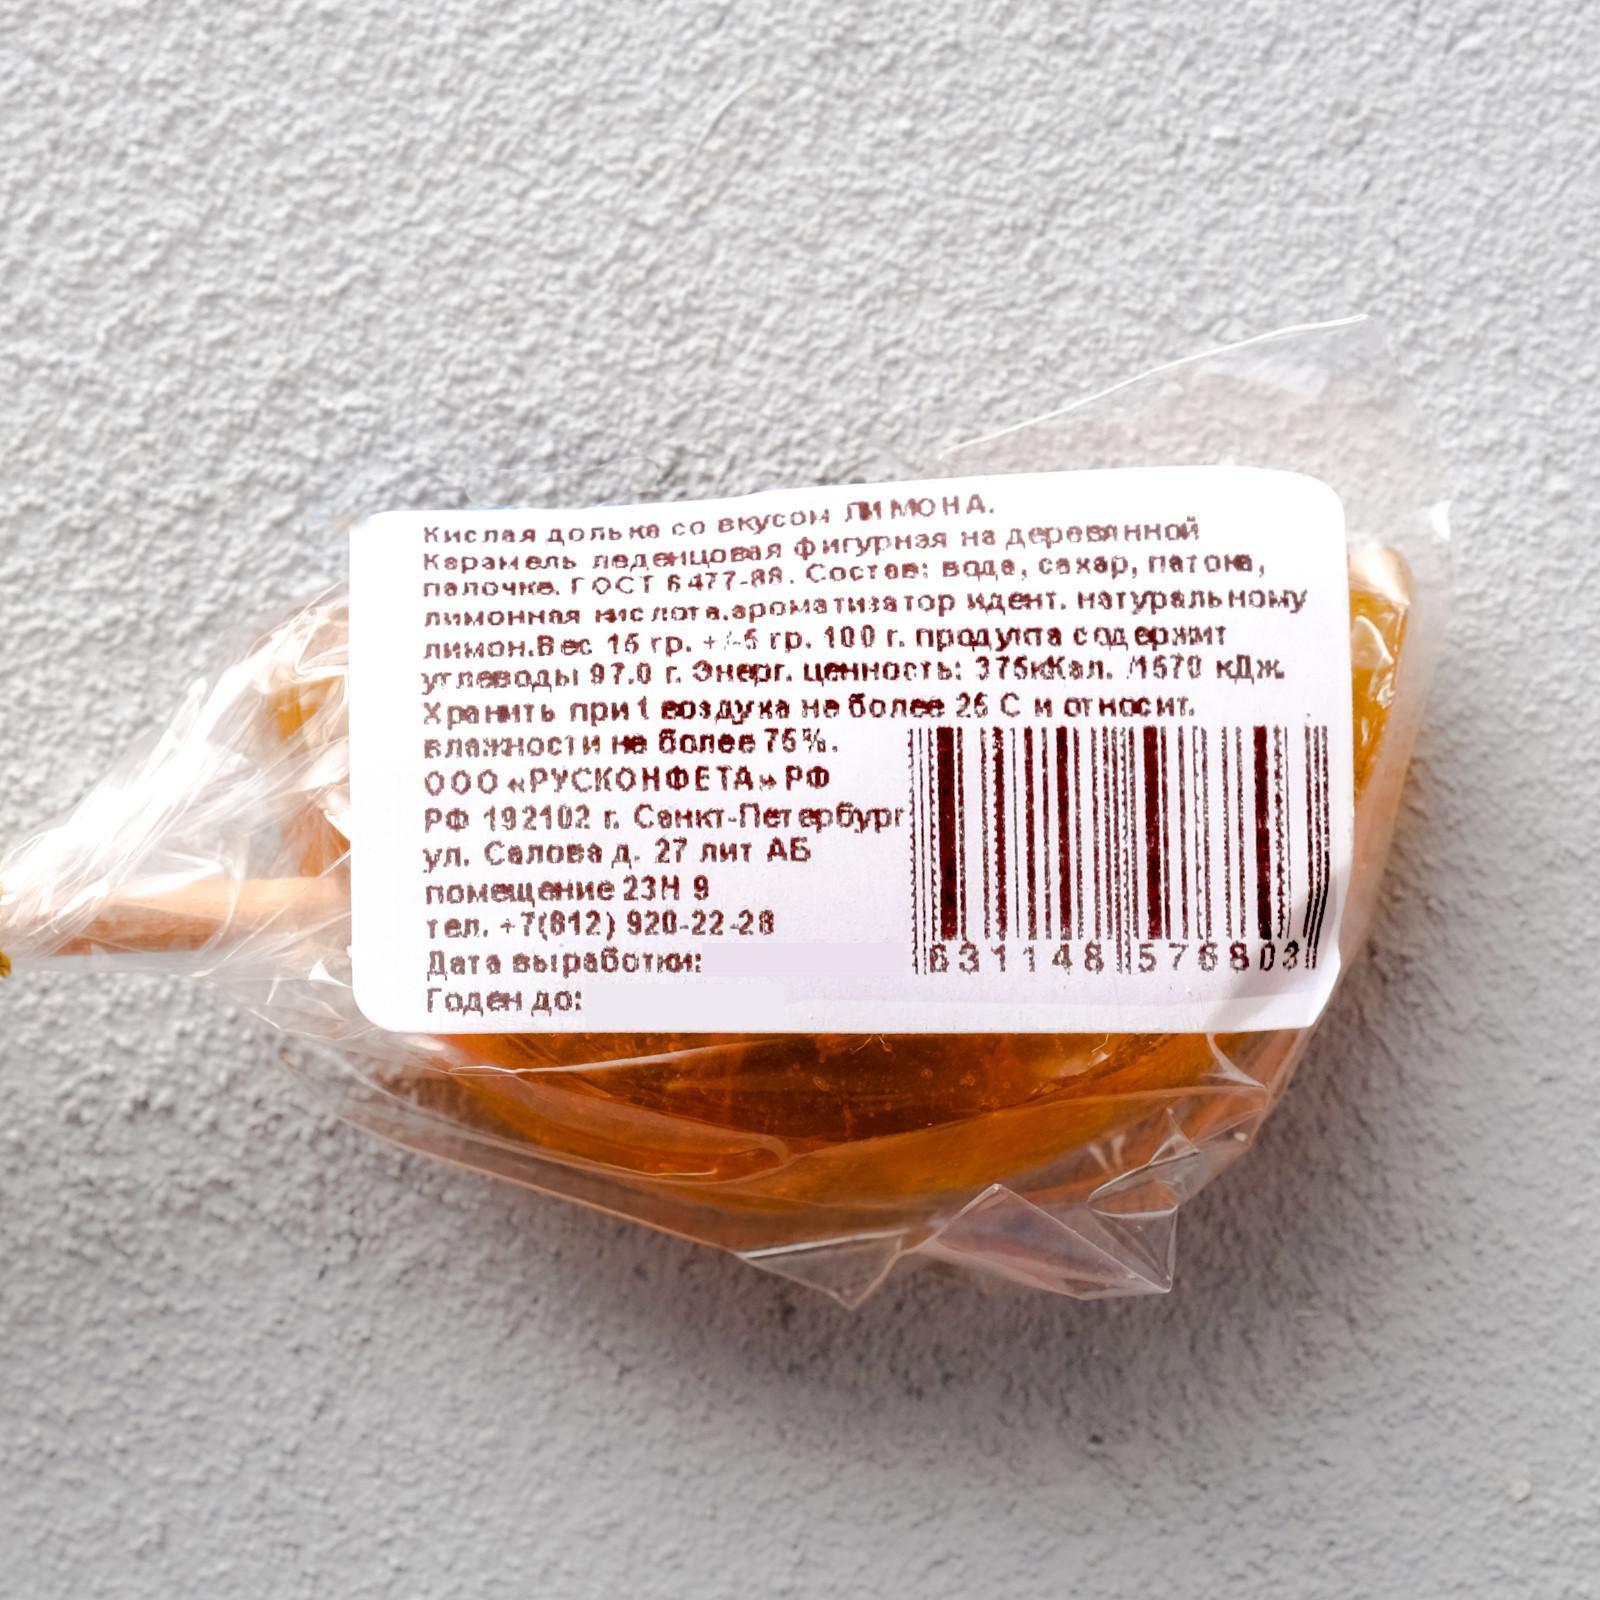 Кислая долька со вкусом ЛИМОНА.
Карамель леденцовая фигурная на деревянной
палочке. ГОСТ 6477-88. Состав: вода, сахар, патока,
лимонная кислота.ароматизатор идент. натуральному
лимон.Вес 15 гр. +/-5 гр. 100 г. продукта содержит
углеводы 97.0 г. Энерг. ценность: 375кКал. /1570 кДж.
Хранить при t воздуха не более 25 С и относит.
влажности не более 75%.
ООО «РУСКОНФЕТА» РФ
РФ 192102 г. Санкт-Петербург
ул. Салова д. 27 лит АБ
помещение 23Н 9
тел. +7(812) 920-22-28
Дата выработки:
Годен до:
631148 576803